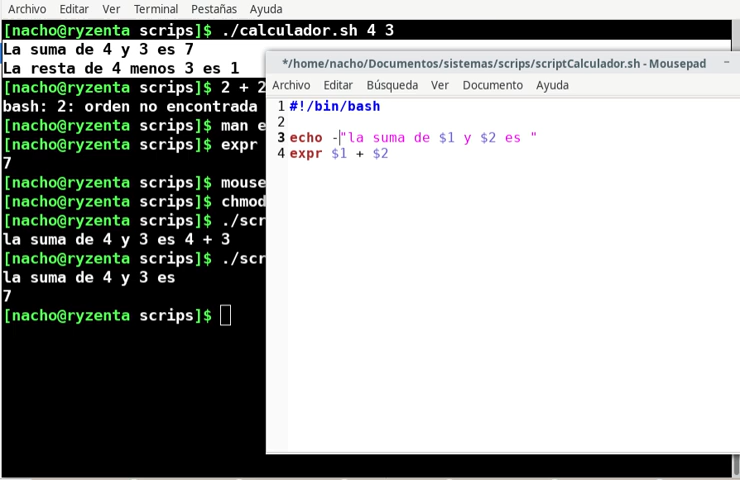 Archivo Editar Ver Terminal Pestañas Ayuda
[nacho@ryzenta scrips]$ ./calculador.sh 4 3
La suma de 4 y 3 es 7
La resta de 4 menos 3 es 1
[nacho@ryzenta scrips]$ 2 + 2
bash: 2: orden no encontrada
[nacho@ryzenta scrips]$ man e
[nacho@ryzenta scrips]$ expr
7
[nacho@ryzenta scrips]$ mouse
[nacho@ryzenta scrips]$ chmod
[nacho@ryzenta scrips]$ ./scr
la suma de 4 y 3 es 4 + 3
[nacho@ryzenta scrips]$ ./scr
la suma de 4 y 3 es
7
[nacho@ryzenta scrips]$
*/home/nacho/Documentos/sistemas/scrips/scriptCalculador.sh - Mousepad
Archivo Editar Búsqueda Ver Documento Ayuda
1 #!/bin/bash
2
3 echo -"la suma de $1 y $2 es "
4 expr $1 + $2